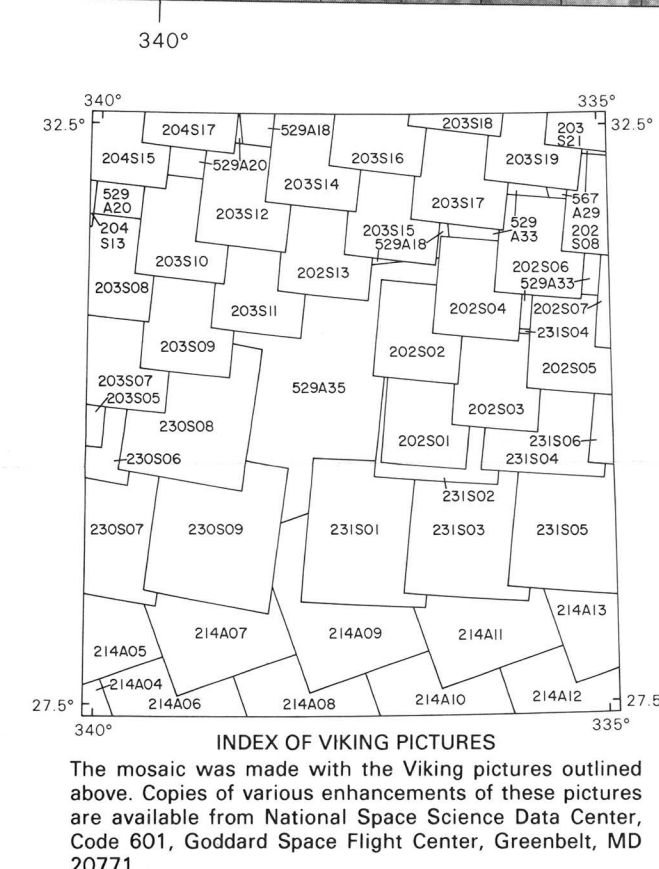 340°
340° 335°
32.5° 32.5°
204S17 529A18 203S18 203 S21
204S15 529A20 203S16 203S19
529 A20 203S14 203S17 567 A29
204 S13 203S12 203S15 529A18 529 A33 202 S08
203S10 202S13 202S06
203S08 529A33
203S11 202S04 202S07
231S04
203S09 202S02
202S05
203S07 529A35
203S05 202S03
230S08 202S01 231S06
230S06 231S04
231S02
230S07 230S09 231S01 231S03 231S05
214A13
214A07 214A09 214A11
214A05
214A04
214A06 214A08 214A10 214A12
27.5° 27.5
340° 335°
INDEX OF VIKING PICTURES
The mosaic was made with the Viking pictures outlined
above. Copies of various enhancements of these pictures
are available from National Space Science Data Center,
Code 601, Goddard Space Flight Center, Greenbelt, MD
20771